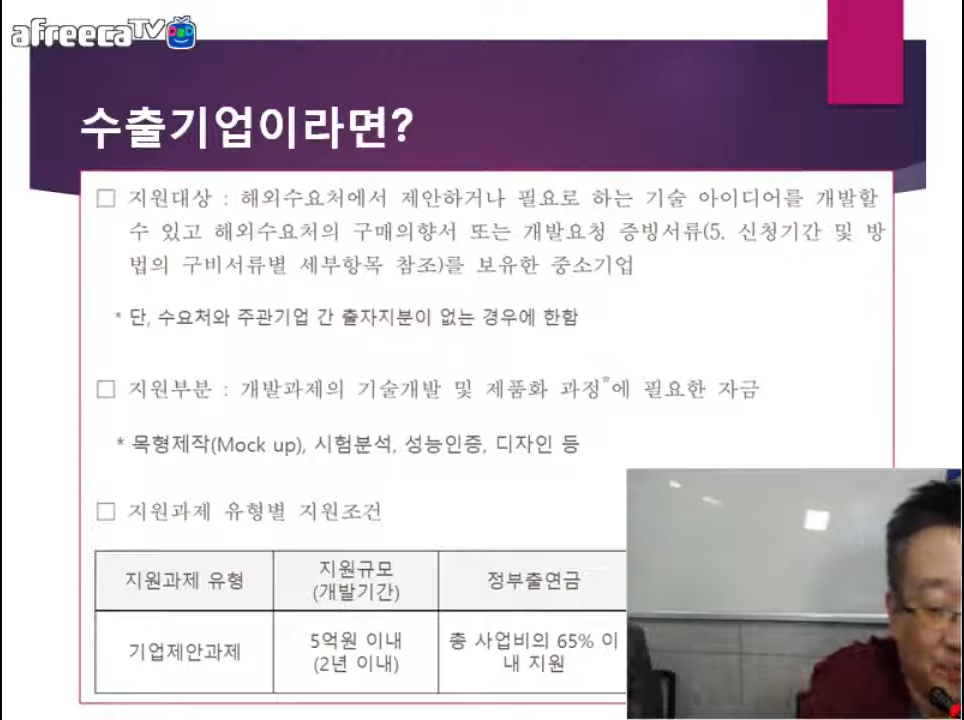 afreecaTV
수출기업이라면?
□ 지원대상 : 해외수요처에서 제안하거나 필요로 하는 기술 아이디어를 개발할
수 있고 해외수요처의 구매의향서 또는 개발요청 증빙서류(5. 신청기간 및 방
법의 구비서류별 세부항목 참조)를 보유한 중소기업
* 단, 수요처와 주관기업 간 출자지분이 없는 경우에 한함
□ 지원부분 : 개발과제의 기술개발 및 제품화 과정*에 필요한 자금
* 목형제작(Mock up), 시험분석, 성능인증, 디자인 등
□ 지원과제 유형별 지원조건
지원과제 유형
지원규모
(개발기간)
정부출연금
기업제안과제
5억원 이내
(2년 이내)
총 사업비의 65% 이
내 지원